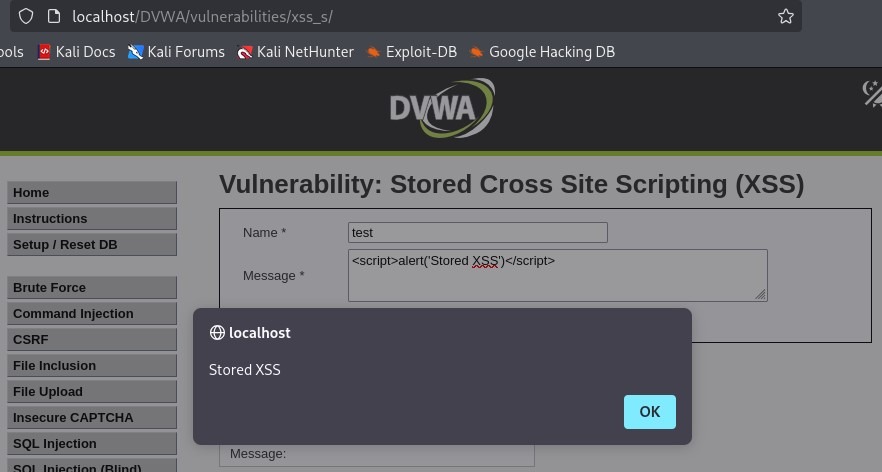 localhost/DVWA/vulnerabilities/xss_s/
ools Kali Docs Kali Forums Kali NetHunter Exploit-DB Google Hacking DB
DVWA
Vulnerability: Stored Cross Site Scripting (XSS)
Home
Instructions
Setup / Reset DB
Brute Force
Command Injection
CSRF
File Inclusion
File Upload
Insecure CAPTCHA
SQL Injection
SQL Injection (Blind)
Name * test
Message * <script>alert('Stored XSS')</script>
localhost
Stored XSS
OK
Message: